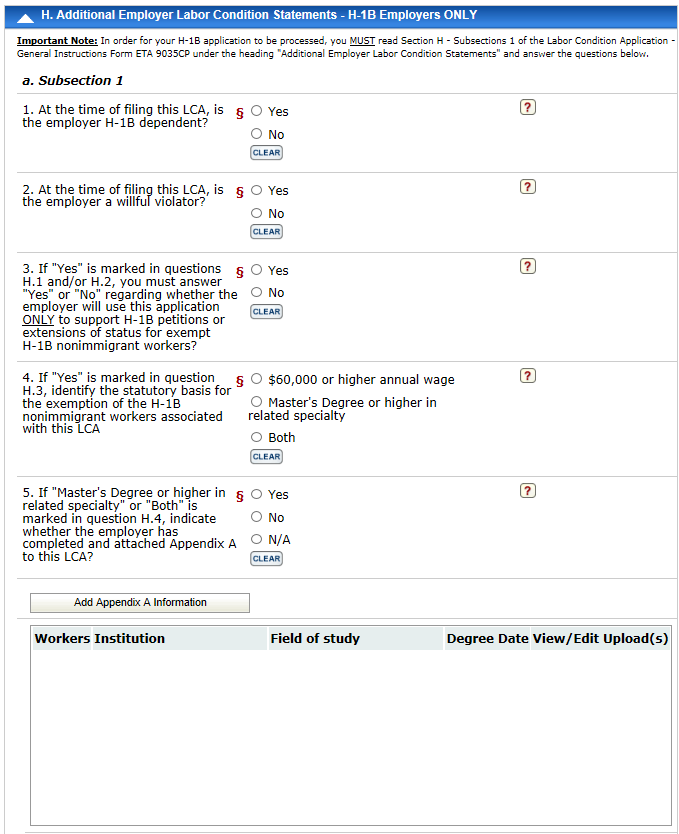 H. Additional Employer Labor Condition Statements - H-1B Employers ONLY
Important Note: In order for your H-1B application to be processed, you MUST read Section H - Subsections 1 of the Labor Condition Application -
General Instructions Form ETA 9035CP under the heading "Additional Employer Labor Condition Statements" and answer the questions below.
a. Subsection 1
1. At the time of filing this LCA, is
the employer H-1B dependent?
§
Yes
No
CLEAR
?
2. At the time of filing this LCA, is
the employer a willful violator?
§
Yes
No
CLEAR
?
3. If "Yes" is marked in questions
H.1 and/or H.2, you must answer
"Yes" or "No" regarding whether the
employer will use this application
ONLY to support H-1B petitions or
extensions of status for exempt
H-1B nonimmigrant workers?
§
Yes
No
CLEAR
?
4. If "Yes" is marked in question
H.3, identify the statutory basis for
the exemption of the H-1B
nonimmigrant workers associated
with this LCA
§
$60,000 or higher annual wage
Master's Degree or higher in
related specialty
Both
CLEAR
?
5. If "Master's Degree or higher in
related specialty" or "Both" is
marked in question H.4, indicate
whether the employer has
completed and attached Appendix A
to this LCA?
§
Yes
No
N/A
CLEAR
?
Add Appendix A Information
Workers Institution Field of study Degree Date View/Edit Upload(s)